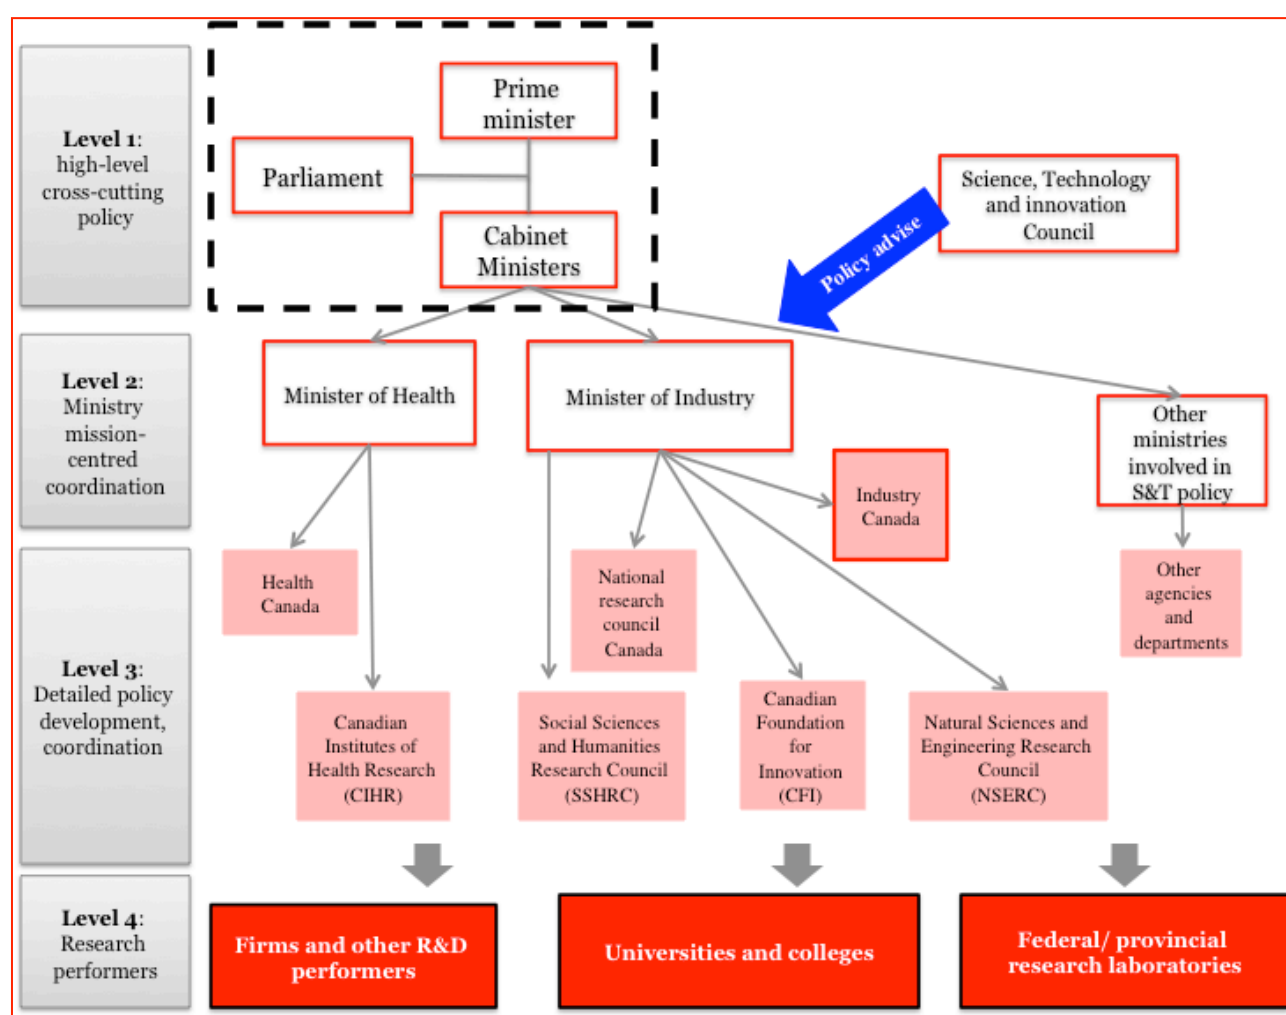 Level 1:
high-level
cross-cutting
policy
Prime
minister
Parliament
Cabinet
Ministers
Science, Technology
and innovation
Council
Policy advise
Level 2:
Ministry
mission-
centred
coordination
Minister of Health
Minister of Industry
Other
ministries
involved in
S&T policy
Industry
Canada
Level 3:
Detailed policy
development,
coordination
Health
Canada
National
research
council
Canada
Other
agencies
and
departments
Canadian
Institutes of
Health Research
(CIHR)
Social Sciences
and Humanities
Research Council
(SSHRC)
Canadian
Foundation
for
Innovation
(CFI)
Natural Sciences and
Engineering Research
Council
(NSERC)
Level 4:
Research
performers
Firms and other R&D
performers
Universities and colleges
Federal/ provincial
research laboratories